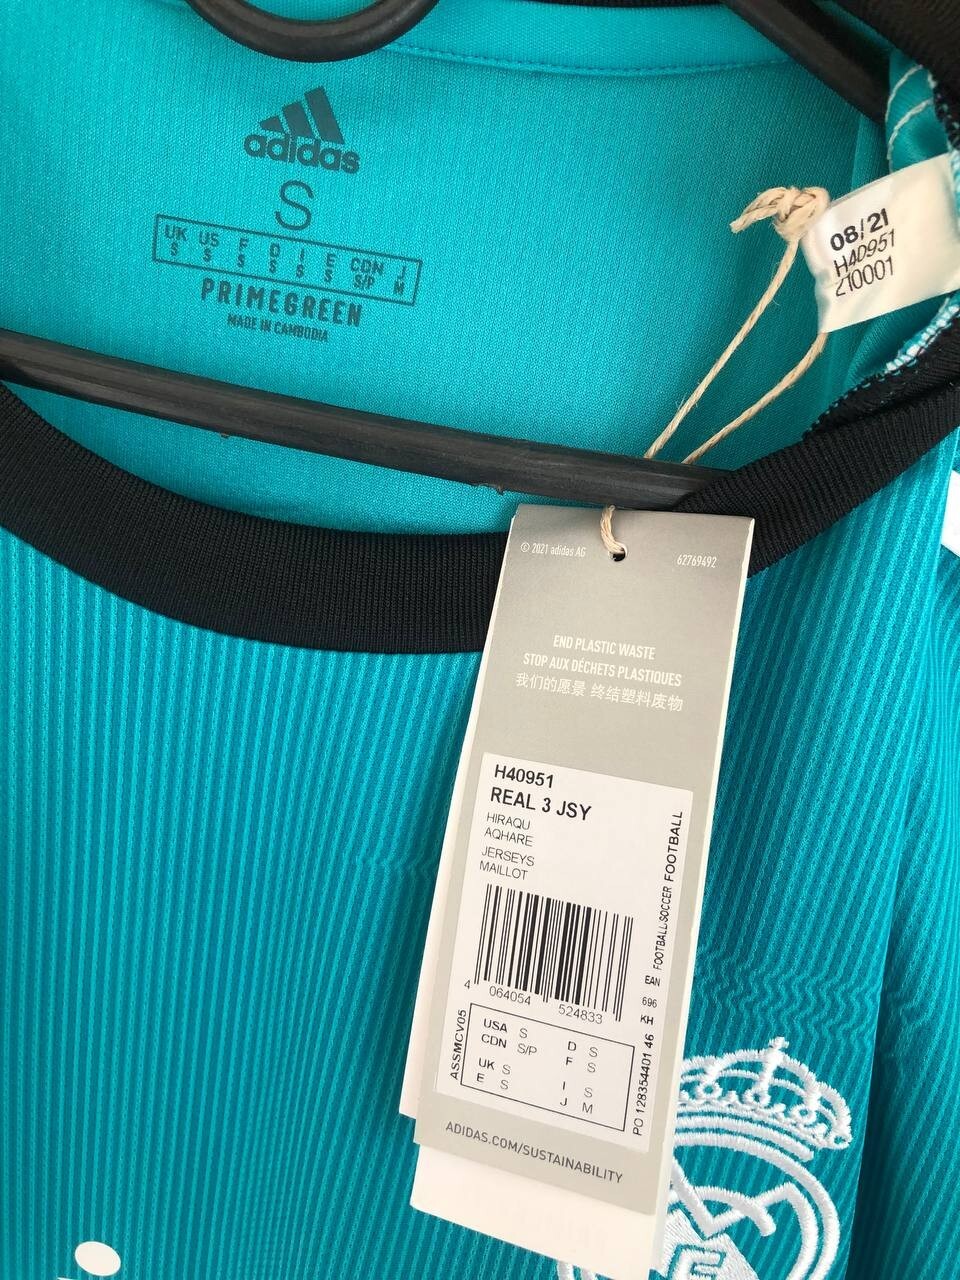 adidas
S
UK US F D I E CDN J
S S S S S S S/P M
PRIMEGREEN
MADE IN CAMBODIA
08/21
H40951
210001
© 2021 adidas AG
62769492
END PLASTIC WASTE
STOP AUX DÉCHETS PLASTIQUES
我们的愿景 终结塑料废物
H40951
REAL 3 JSY
HIRAQU
AQHARE
JERSEYS
MAILLOT
FOOTBALL-SOCCER FOOTBALL
EAN
696
KH
4 064054 524833
ASSMCV05
USA S D S
CDN S/P F S
UK S I S
E S J M
PO 128354401 46
ADIDAS.COM/SUSTAINABILITY